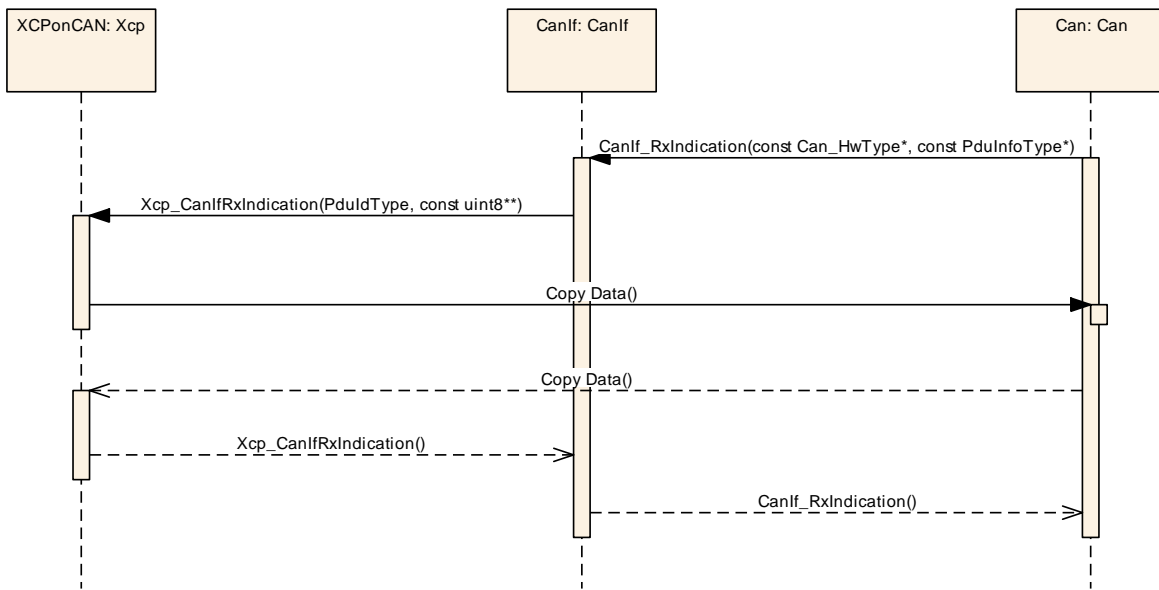 XCPonCAN: Xcp
CanIf: CanIf
Can: Can
CanIf_RxIndication(const Can_HwType*, const PduInfoType*)
Xcp_CanIfRxIndication(PduIdType, const uint8**)
Copy Data()
Copy Data()
Xcp_CanIfRxIndication()
CanIf_RxIndication()